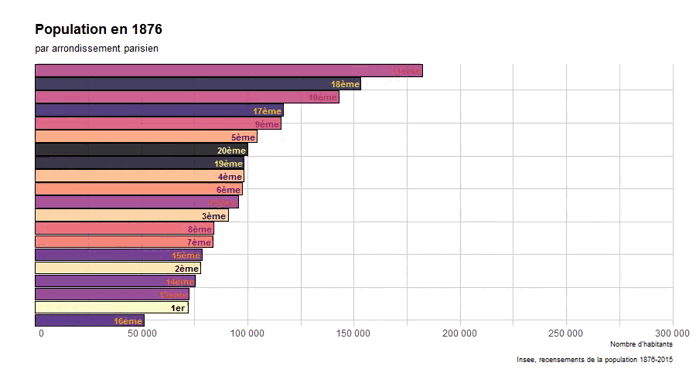 Population en 1876
par arrondissement parisien
18ème
10ème
17ème
9ème
5ème
20ème
19ème
4ème
6ème
3ème
8ème
7ème
15ème
2ème
14ème
1er
16ème
0 50 000 100 000 150 000 200 000 250 000 300 000
Nombre d'habitants
Insee, recensements de la population 1876-2015